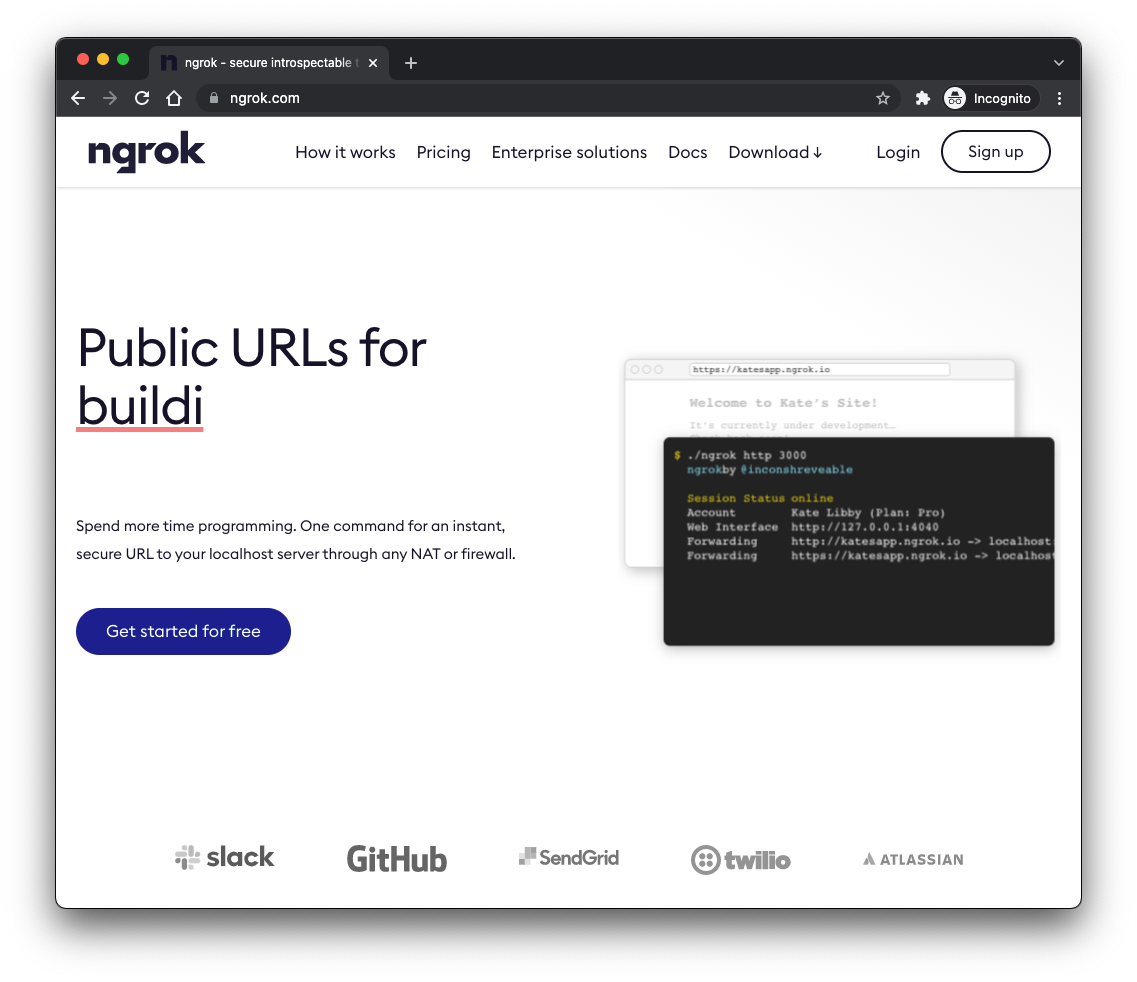 ngrok - secure introspectable t
ngrok.com
Incognito
ngrok
How it works
Pricing
Enterprise solutions
Docs
Download ↓
Login
Sign up
Public URLs for
buildi
Spend more time programming. One command for an instant,
secure URL to your localhost server through any NAT or firewall.
Get started for free
https://katesapp.ngrok.io
Welcome to Kate's Site!
It's currently under development…
$ ./ngrok http 3000
ngrok by @inconshreveable
Session Status online
Account Kate Libby (Plan: Pro)
Web Interface http://127.0.0.1:4040
Forwarding http://katesapp.ngrok.io -> localhost:
Forwarding https://katesapp.ngrok.io -> localhost
slack
GitHub
SendGrid
twilio
ATLASSIAN